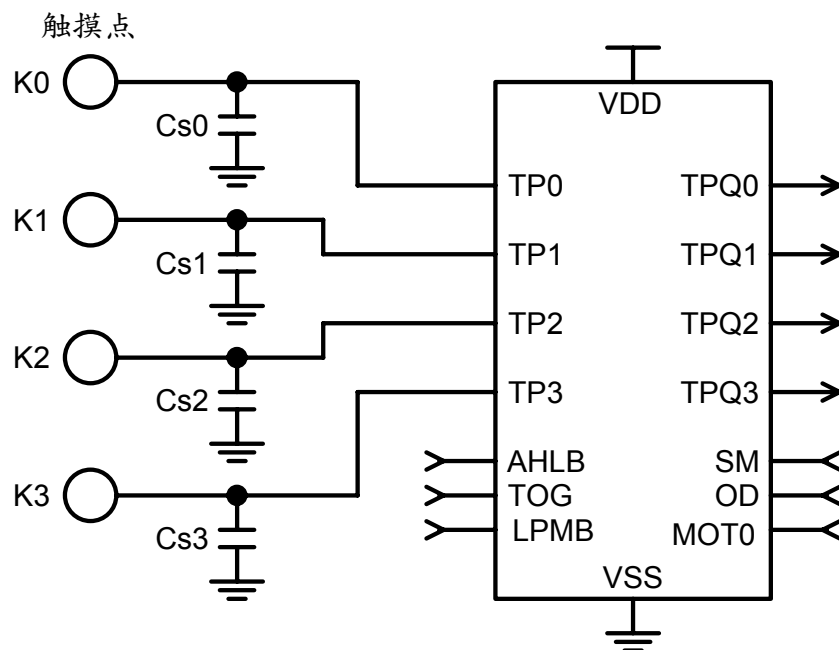 触摸点
K0
Cs0
K1
Cs1
K2
Cs2
K3
Cs3
VDD
TP0 TPQ0
TP1 TPQ1
TP2 TPQ2
TP3 TPQ3
AHLB SM
TOG OD
LPMB MOT0
VSS